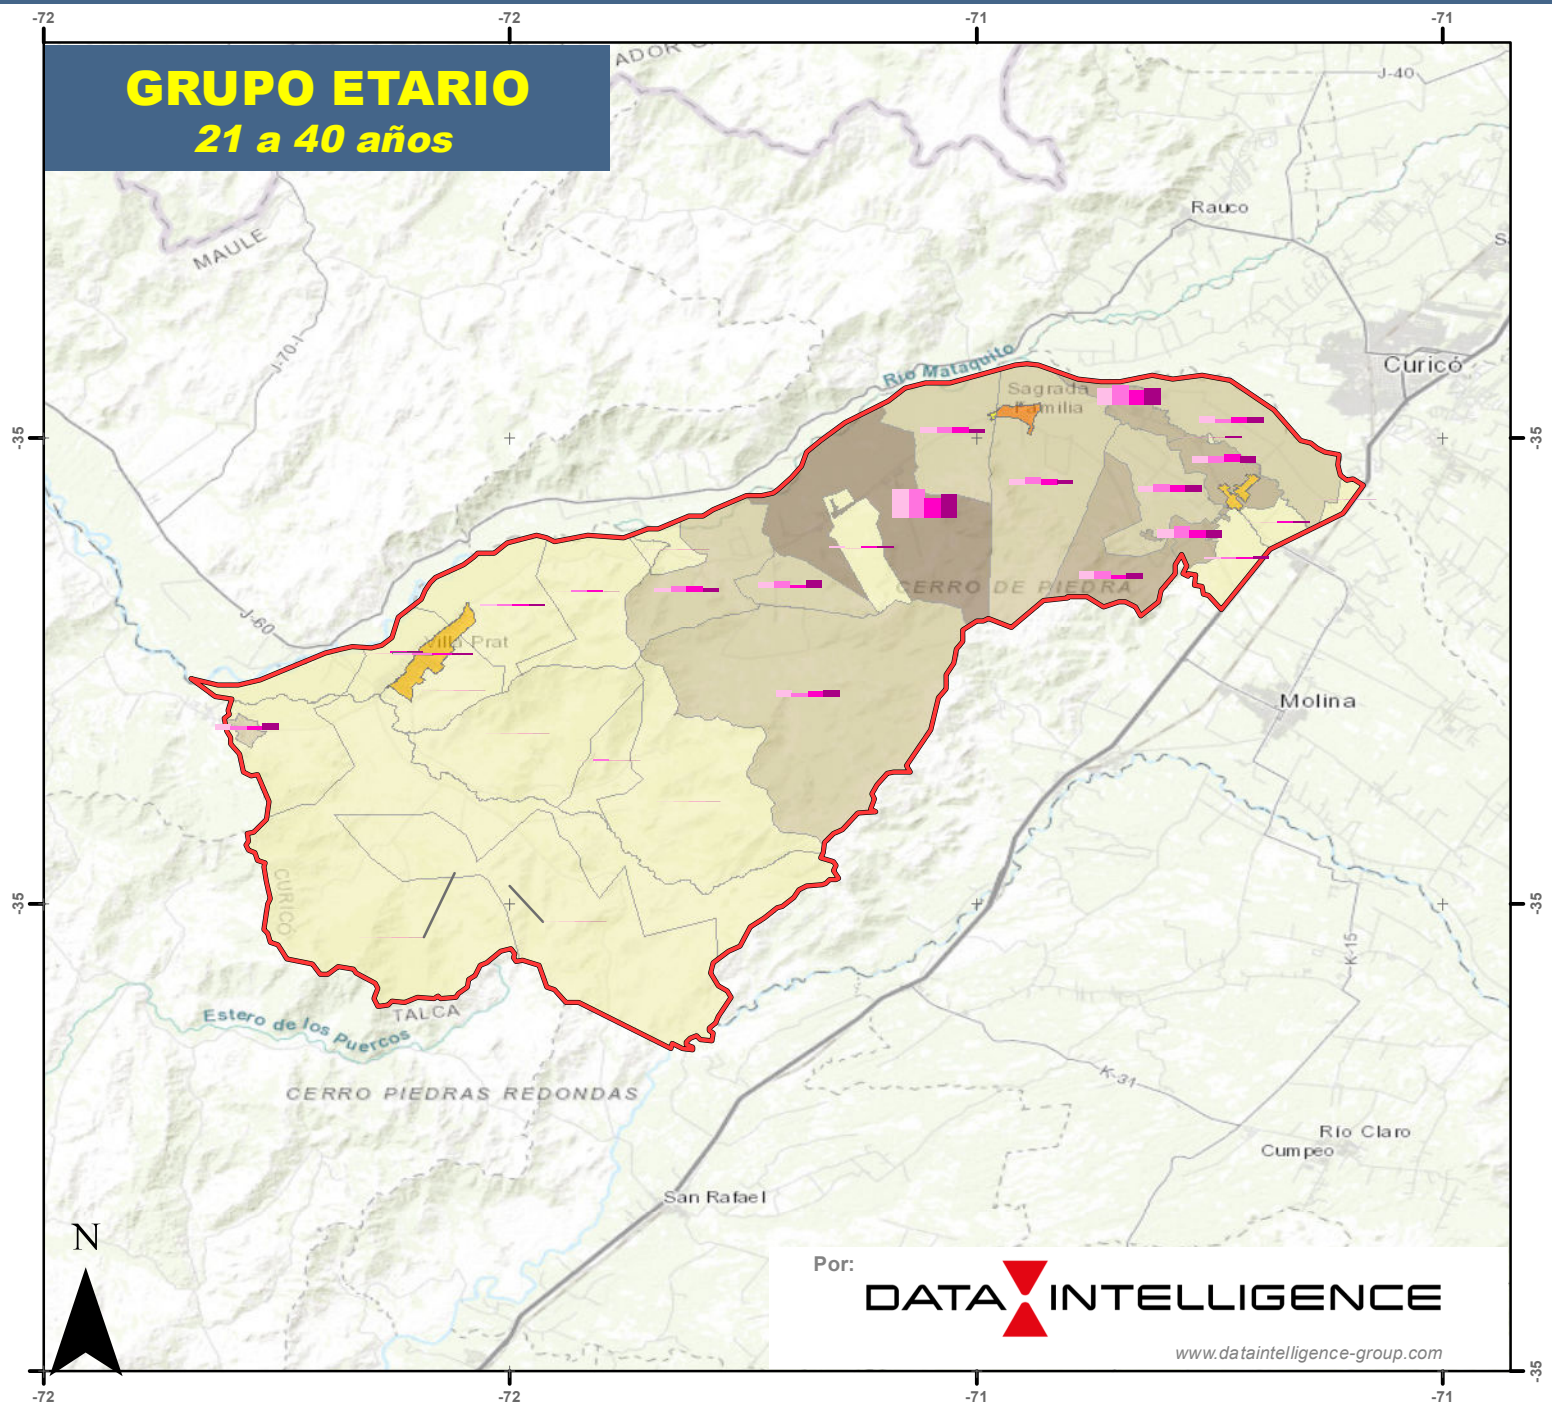 -72 -72 -71 -71
GRUPO ETARIO
21 a 40 años
ADOR
J-40
MAULE
Rauco
J-70-I
Curicó
Río Mataquito
Sagrada
Familia
-35 -35
CERRO DE PIEDRA
J-60
Villa Prat
Molina
CURICÓ
-35 -35
K-15
TALCA
Estero de los Puercos
CERRO PIEDRAS REDONDAS
K-31
Río Claro
Cumpeo
San Rafael
N
Por:
DATA INTELLIGENCE
www.dataintelligence-group.com
-35
-72 -72 -71 -71